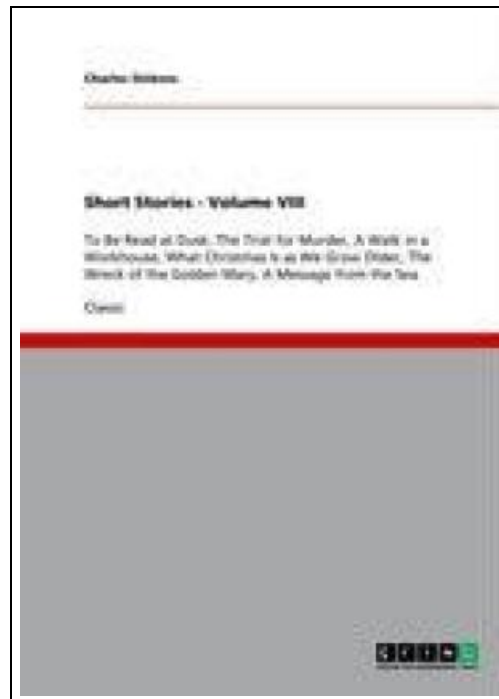 Charles Dickens
Short Stories - Volume VIII
To Be Read at Dusk, The Trial for Murder, A Walk in a
Workhouse, What Christmas Is as We Grow Older, The
Wreck of the Golden Mary, A Message from the Sea
Classic
GRIN